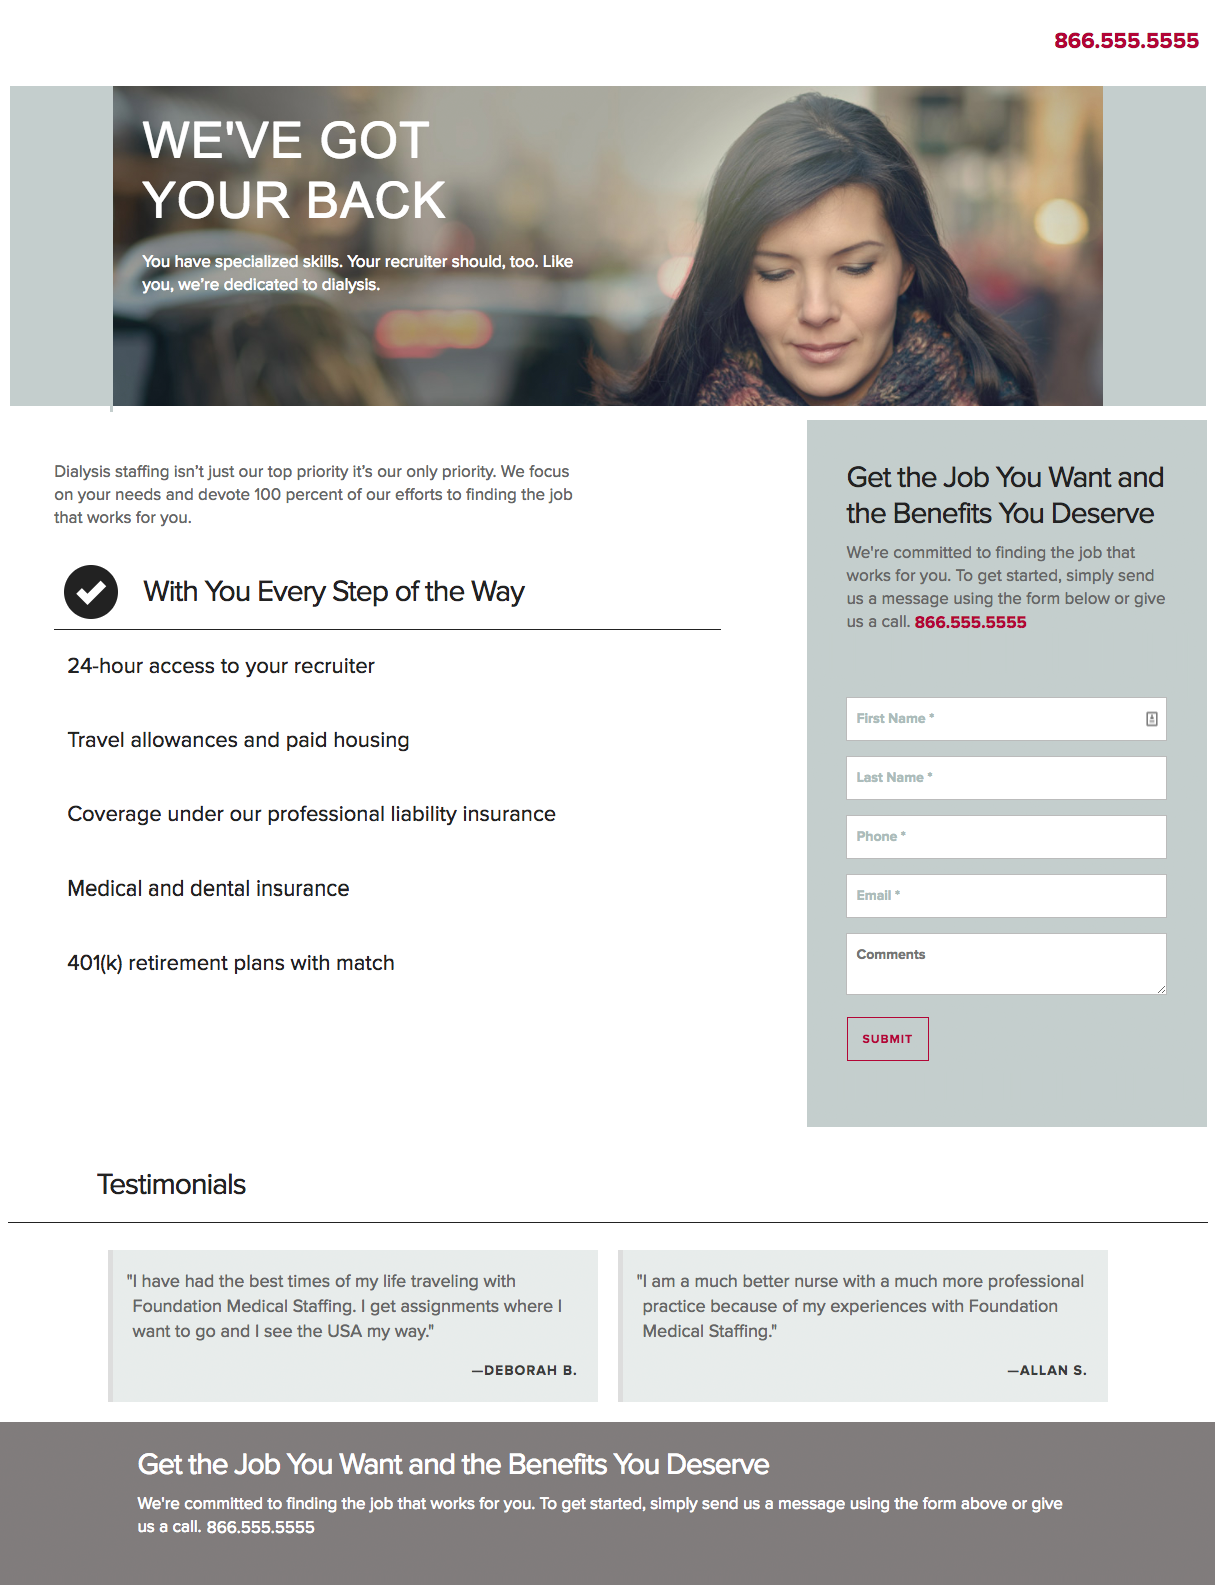 866.555.5555
WE'VE GOT
YOUR BACK
You have specialized skills. Your recruiter should, too. Like
you, we're dedicated to dialysis.
Dialysis staffing isn't just our top priority it's our only priority. We focus
on your needs and devote 100 percent of our efforts to finding the job
that works for you.
With You Every Step of the Way
24-hour access to your recruiter
Travel allowances and paid housing
Coverage under our professional liability insurance
Medical and dental insurance
401(k) retirement plans with match
Get the Job You Want and
the Benefits You Deserve
We're committed to finding the job that
works for you. To get started, simply send
us a message using the form below or give
us a call. 866.555.5555
First Name *
Last Name *
Phone *
Email *
Comments
SUBMIT
Testimonials
"I have had the best times of my life traveling with
Foundation Medical Staffing. I get assignments where I
want to go and I see the USA my way."
—DEBORAH B.
"I am a much better nurse with a much more professional
practice because of my experiences with Foundation
Medical Staffing."
—ALLAN S.
Get the Job You Want and the Benefits You Deserve
We're committed to finding the job that works for you. To get started, simply send us a message using the form above or give
us a call. 866.555.5555